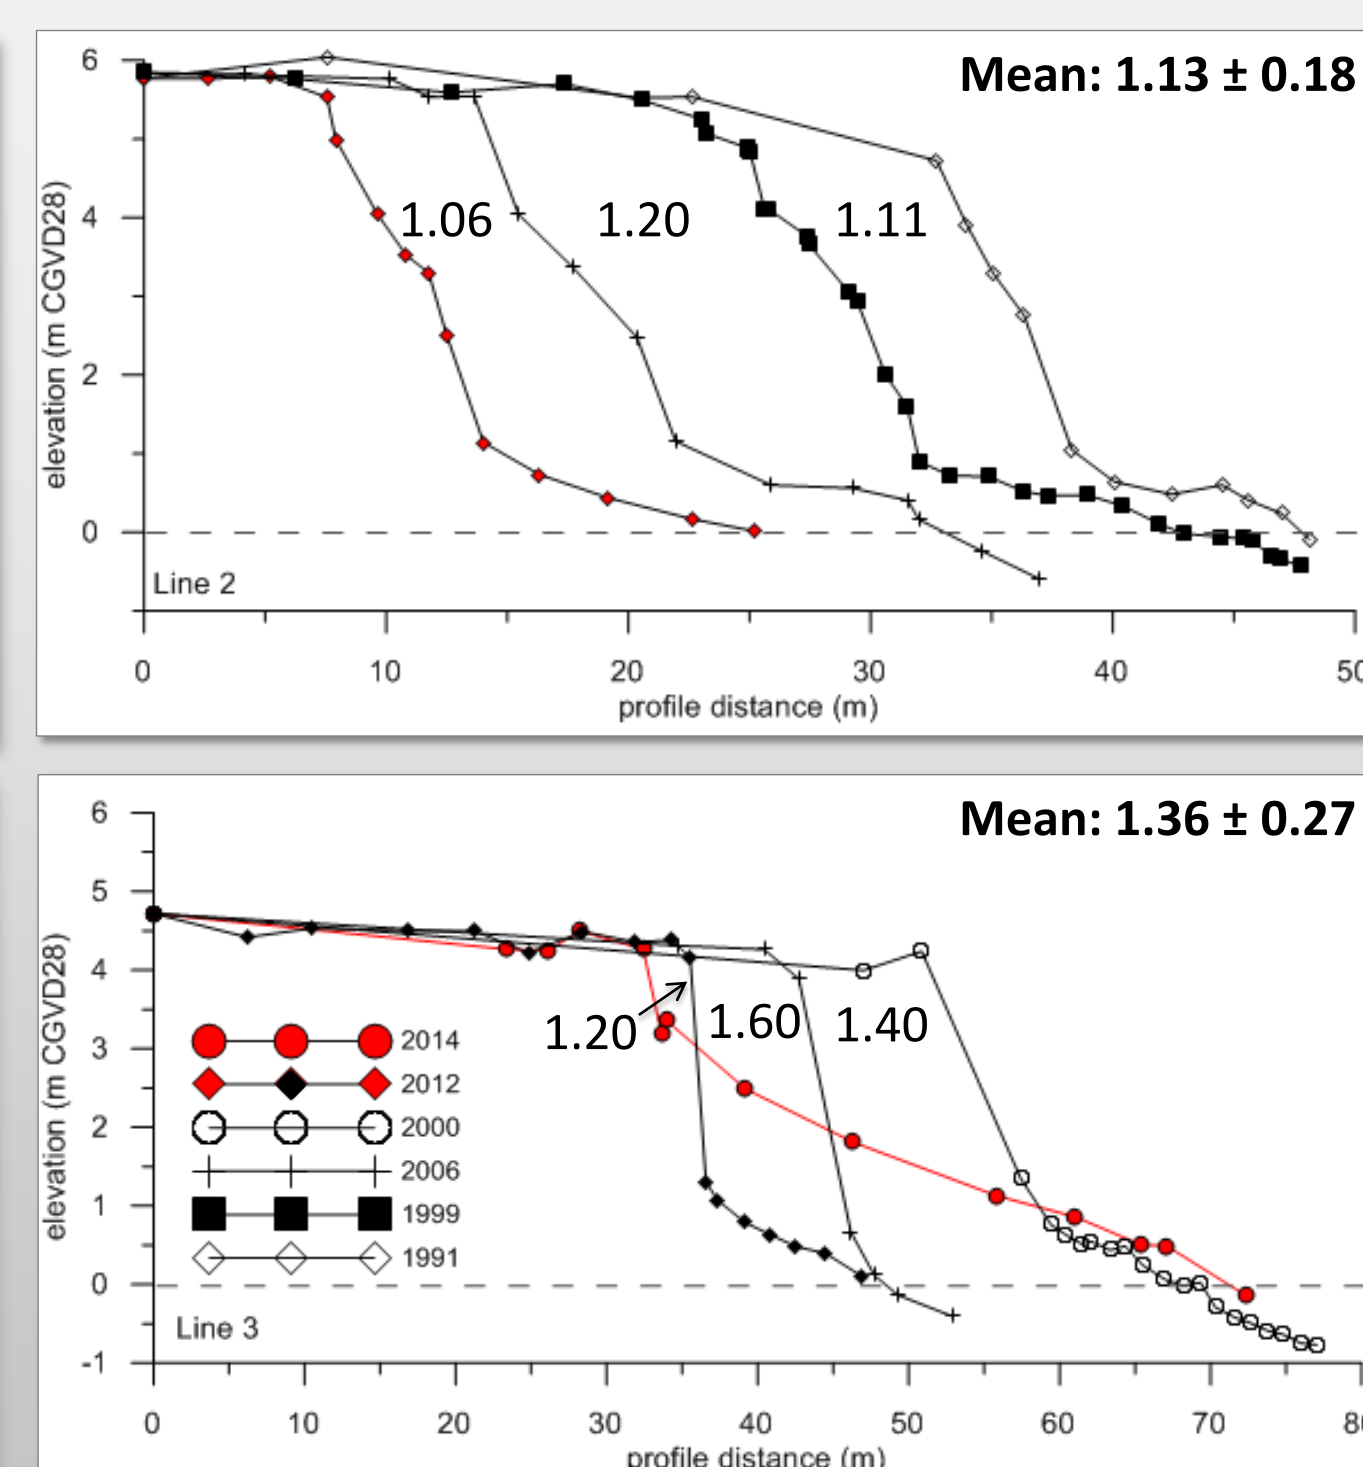 Mean: 1.13 ± 0.18
6
4
2
0
elevation (m CGVD28)
1.06
1.20
1.11
Line 2
0 10 20 30 40 50
profile distance (m)
Mean: 1.36 ± 0.27
6
5
4
3
2
1
0
-1
elevation (m CGVD28)
1.20
1.60
1.40
2014
2012
2000
2006
1999
1991
Line 3
0 10 20 30 40 50 60 70 80
profile distance (m)